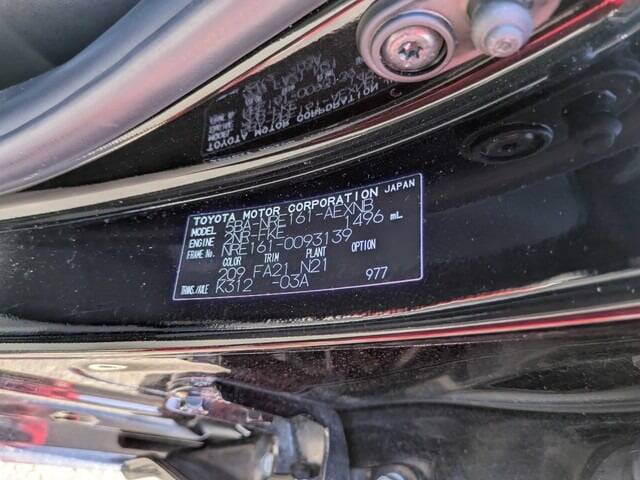 TOYOTA MOTOR CORPORATION JAPAN
MODEL 5BA-NRE161-AEXNB
ENGINE 2NR-FKE 1496 mL
FRAME No. NRE161-0093139
COLOR TRIM PLANT OPTION
209 FA21 N21
TRANS./AXLE K312 -03A 977